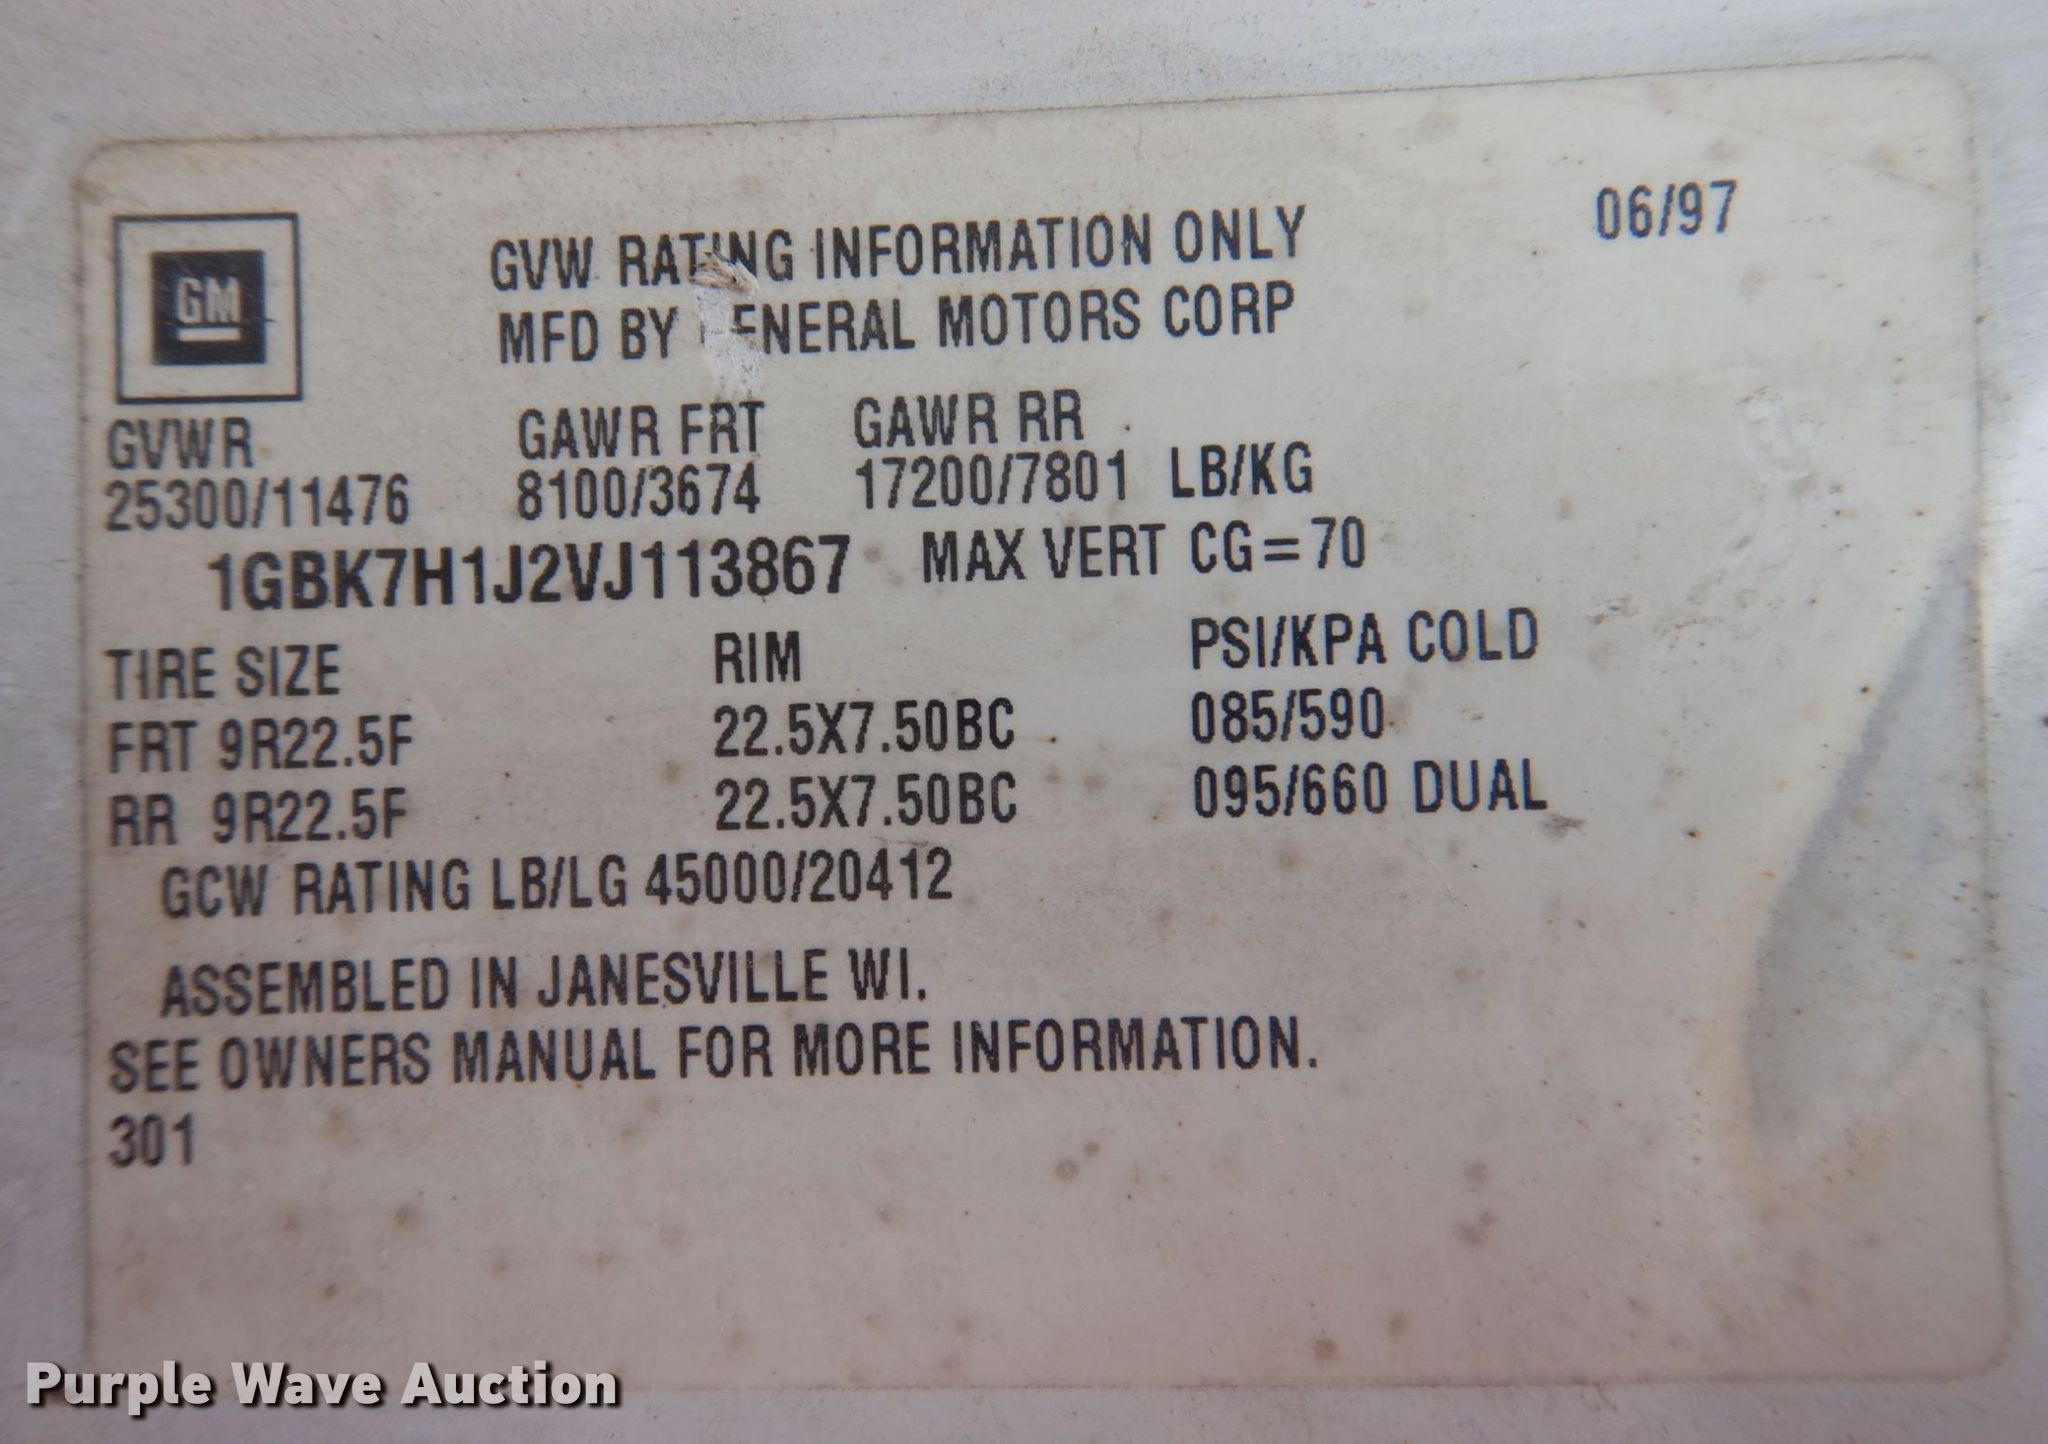 GM
GVW RATING INFORMATION ONLY 06/97
MFD BY GENERAL MOTORS CORP
GVWR GAWR FRT GAWR RR
25300/11476 8100/3674 17200/7801 LB/KG
1GBK7H1J2VJ113867 MAX VERT CG=70
TIRE SIZE RIM PSI/KPA COLD
FRT 9R22.5F 22.5X7.50BC 085/590
RR 9R22.5F 22.5X7.50BC 095/660 DUAL
GCW RATING LB/LG 45000/20412
ASSEMBLED IN JANESVILLE WI.
SEE OWNERS MANUAL FOR MORE INFORMATION.
301
Purple Wave Auction